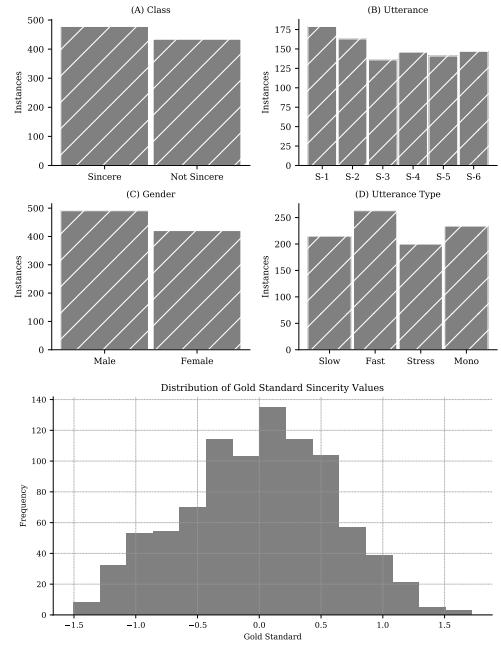 (A) Class
500
400
300
200
100
0
Instances
Sincere Not Sincere
(B) Utterance
175
150
125
100
75
50
25
0
Instances
S-1 S-2 S-3 S-4 S-5 S-6
(C) Gender
500
400
300
200
100
0
Instances
Male Female
(D) Utterance Type
250
200
150
100
50
0
Instances
Slow Fast Stress Mono
Distribution of Gold Standard Sincerity Values
140
120
100
80
60
40
20
0
Frequency
−1.5 −1.0 −0.5 0.0 0.5 1.0 1.5
Gold Standard